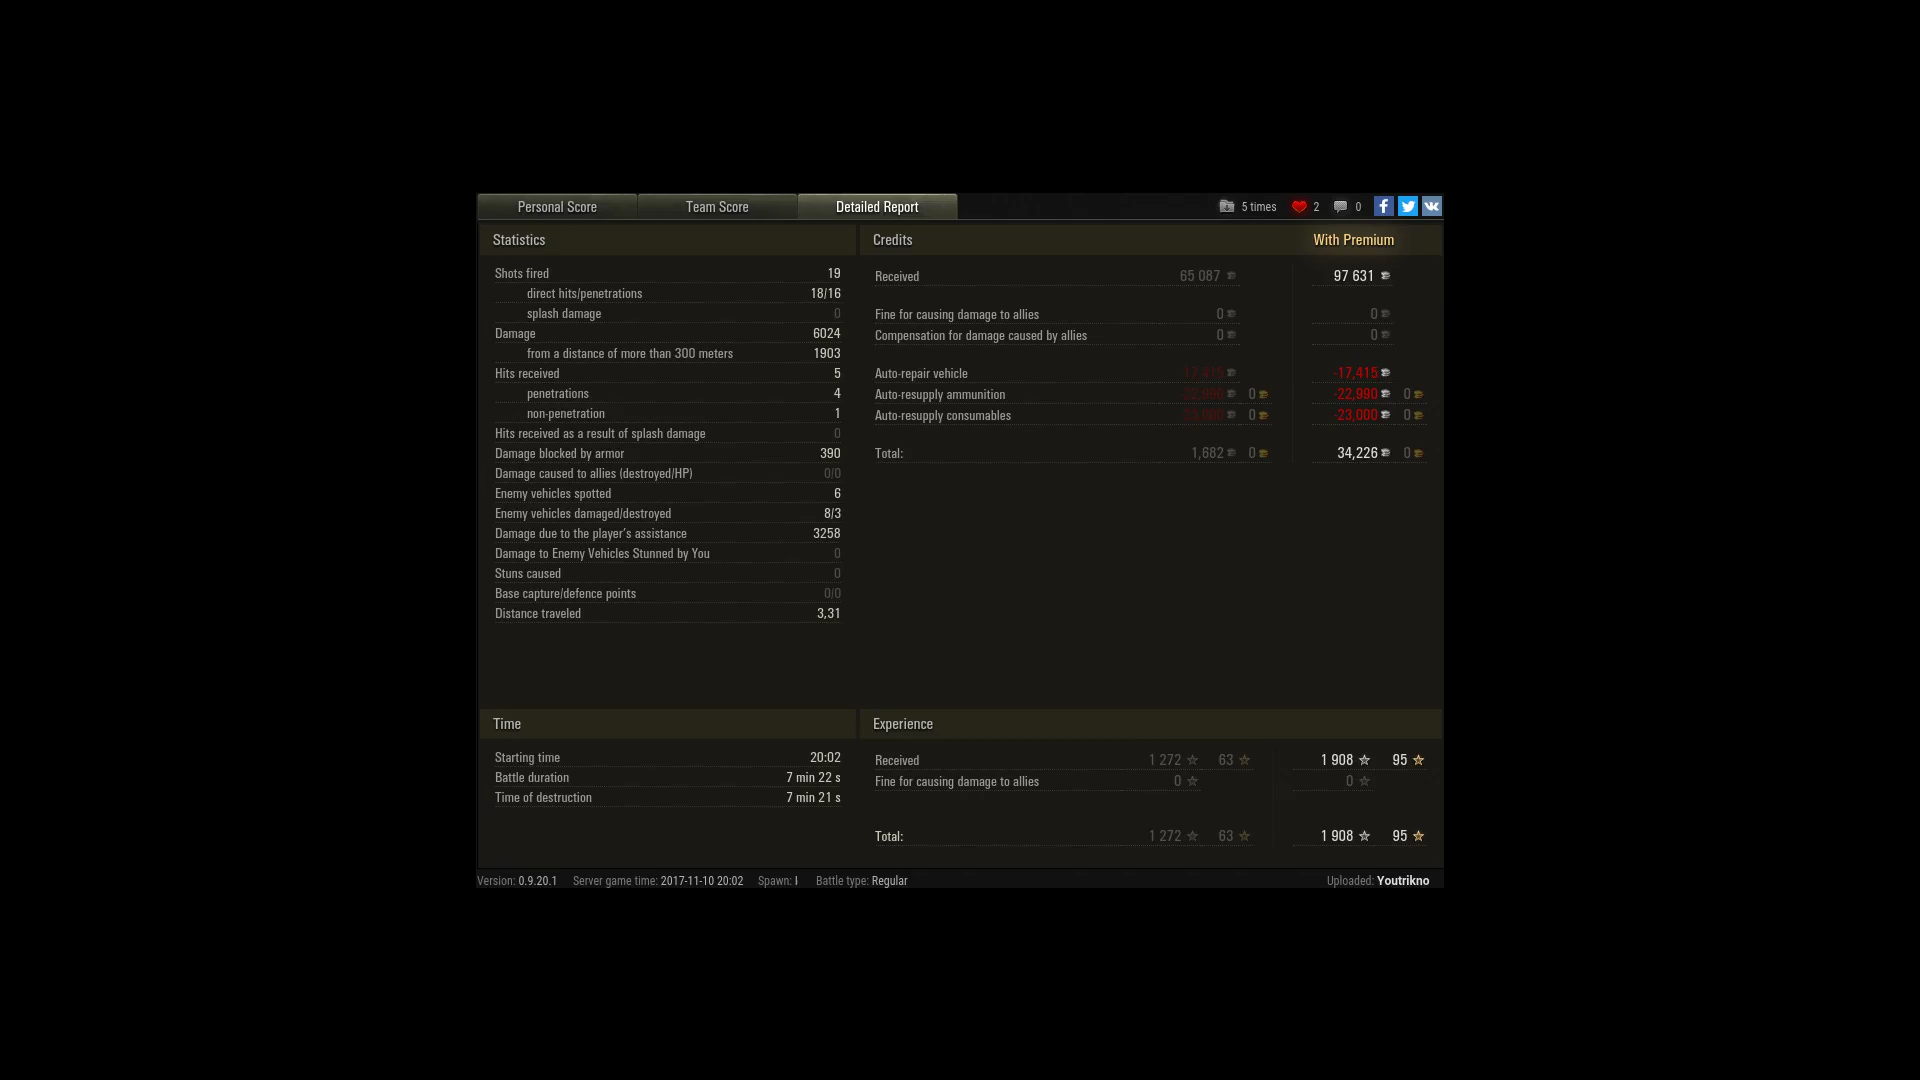 Personal Score Team Score Detailed Report 5 times 2 0
Statistics
Shots fired 19
direct hits/penetrations 18/16
splash damage 0
Damage 6024
from a distance of more than 300 meters 1903
Hits received 5
penetrations 4
non-penetration 1
Hits received as a result of splash damage 0
Damage blocked by armor 390
Damage caused to allies (destroyed/HP) 0/0
Enemy vehicles spotted 6
Enemy vehicles damaged/destroyed 8/3
Damage due to the player's assistance 3258
Damage to Enemy Vehicles Stunned by You 0
Stuns caused 0
Base capture/defence points 0/0
Distance traveled 3,31
Credits With Premium
Received 65 087 97 631
Fine for causing damage to allies 0 0
Compensation for damage caused by allies 0 0
Auto-repair vehicle -17,415 -17,415
Auto-resupply ammunition -22,990 0 -22,990 0
Auto-resupply consumables -23,000 0 -23,000 0
Total: 1,682 0 34,226 0
Time
Starting time 20:02
Battle duration 7 min 22 s
Time of destruction 7 min 21 s
Experience
Received 1 272 63 1 908 95
Fine for causing damage to allies 0 0
Total: 1 272 63 1 908 95
Version: 0.9.20.1 Server game time: 2017-11-10 20:02 Spawn: I Battle type: Regular Uploaded: Youtrikno